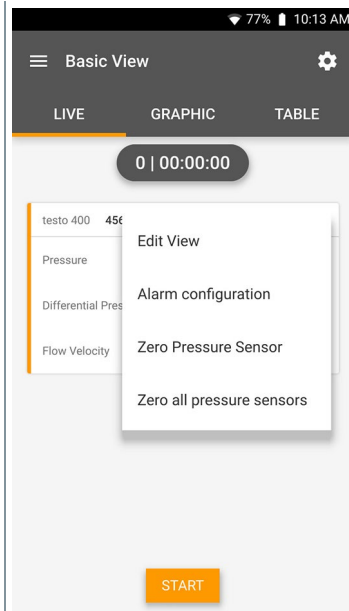 77% 10:13 AM
Basic View
LIVE GRAPHIC TABLE
0 | 00:00:00
testo 400 456
Edit View
Pressure
Alarm configuration
Differential Pres
Zero Pressure Sensor
Flow Velocity
Zero all pressure sensors
START